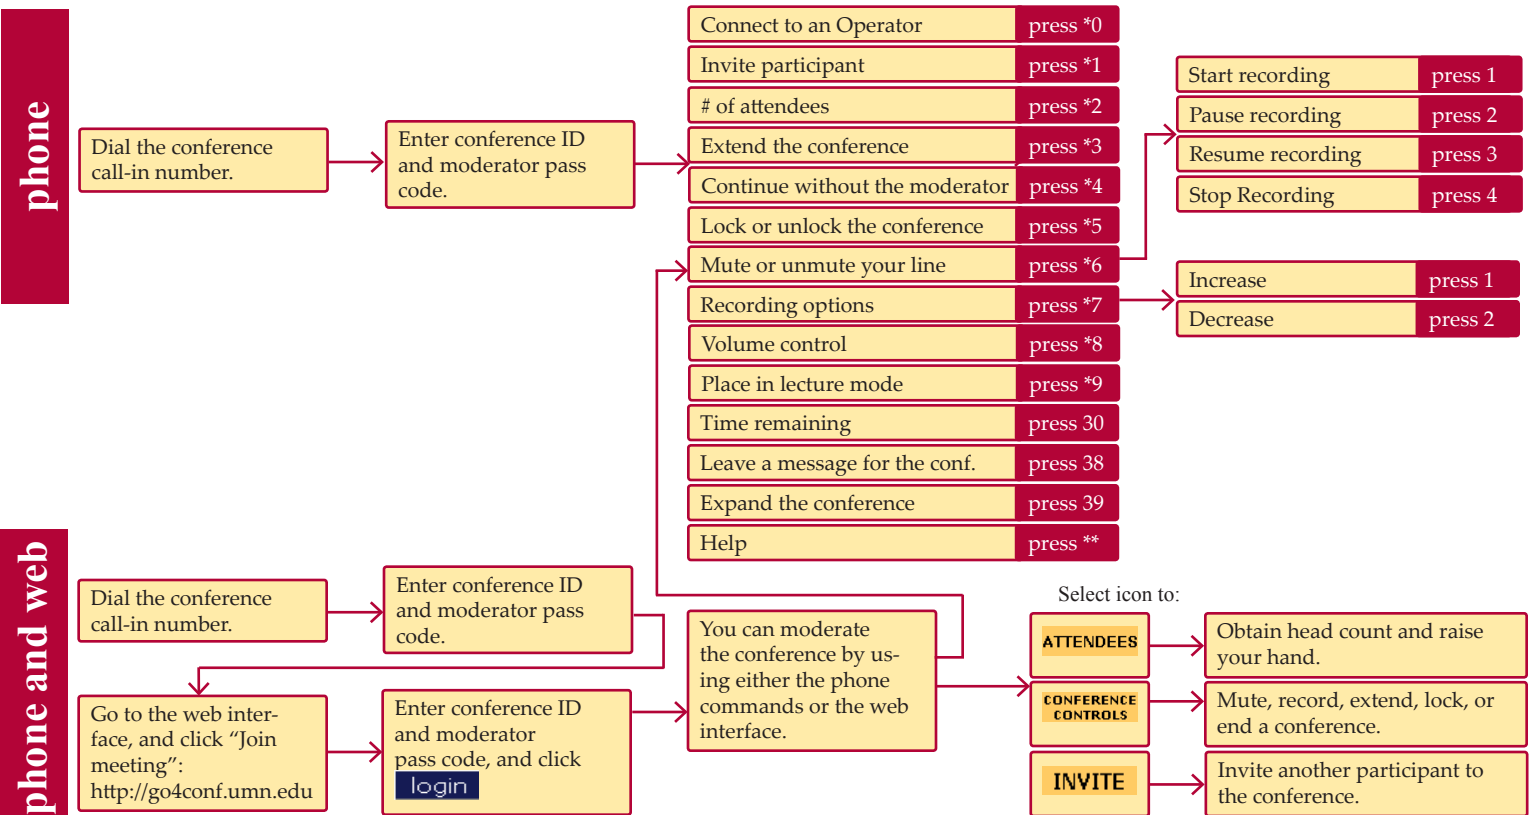 phone
Dial the conference
call-in number.
Enter conference ID
and moderator pass
code.
Connect to an Operator press *0
Invite participant press *1
# of attendees press *2
Extend the conference press *3
Continue without the moderator press *4
Lock or unlock the conference press *5
Mute or unmute your line press *6
Recording options press *7
Volume control press *8
Place in lecture mode press *9
Time remaining press 30
Leave a message for the conf. press 38
Expand the conference press 39
Help press **
Start recording press 1
Pause recording press 2
Resume recording press 3
Stop Recording press 4
Increase press 1
Decrease press 2
phone and web
Dial the conference
call-in number.
Enter conference ID
and moderator pass
code.
Go to the web inter-
face, and click “Join
meeting”:
http://go4conf.umn.edu
Enter conference ID
and moderator
pass code, and click
login
You can moderate
the conference by us-
ing either the phone
commands or the web
interface.
Select icon to:
ATTENDEES
Obtain head count and raise
your hand.
CONFERENCE
CONTROLS
Mute, record, extend, lock, or
end a conference.
INVITE
Invite another participant to
the conference.